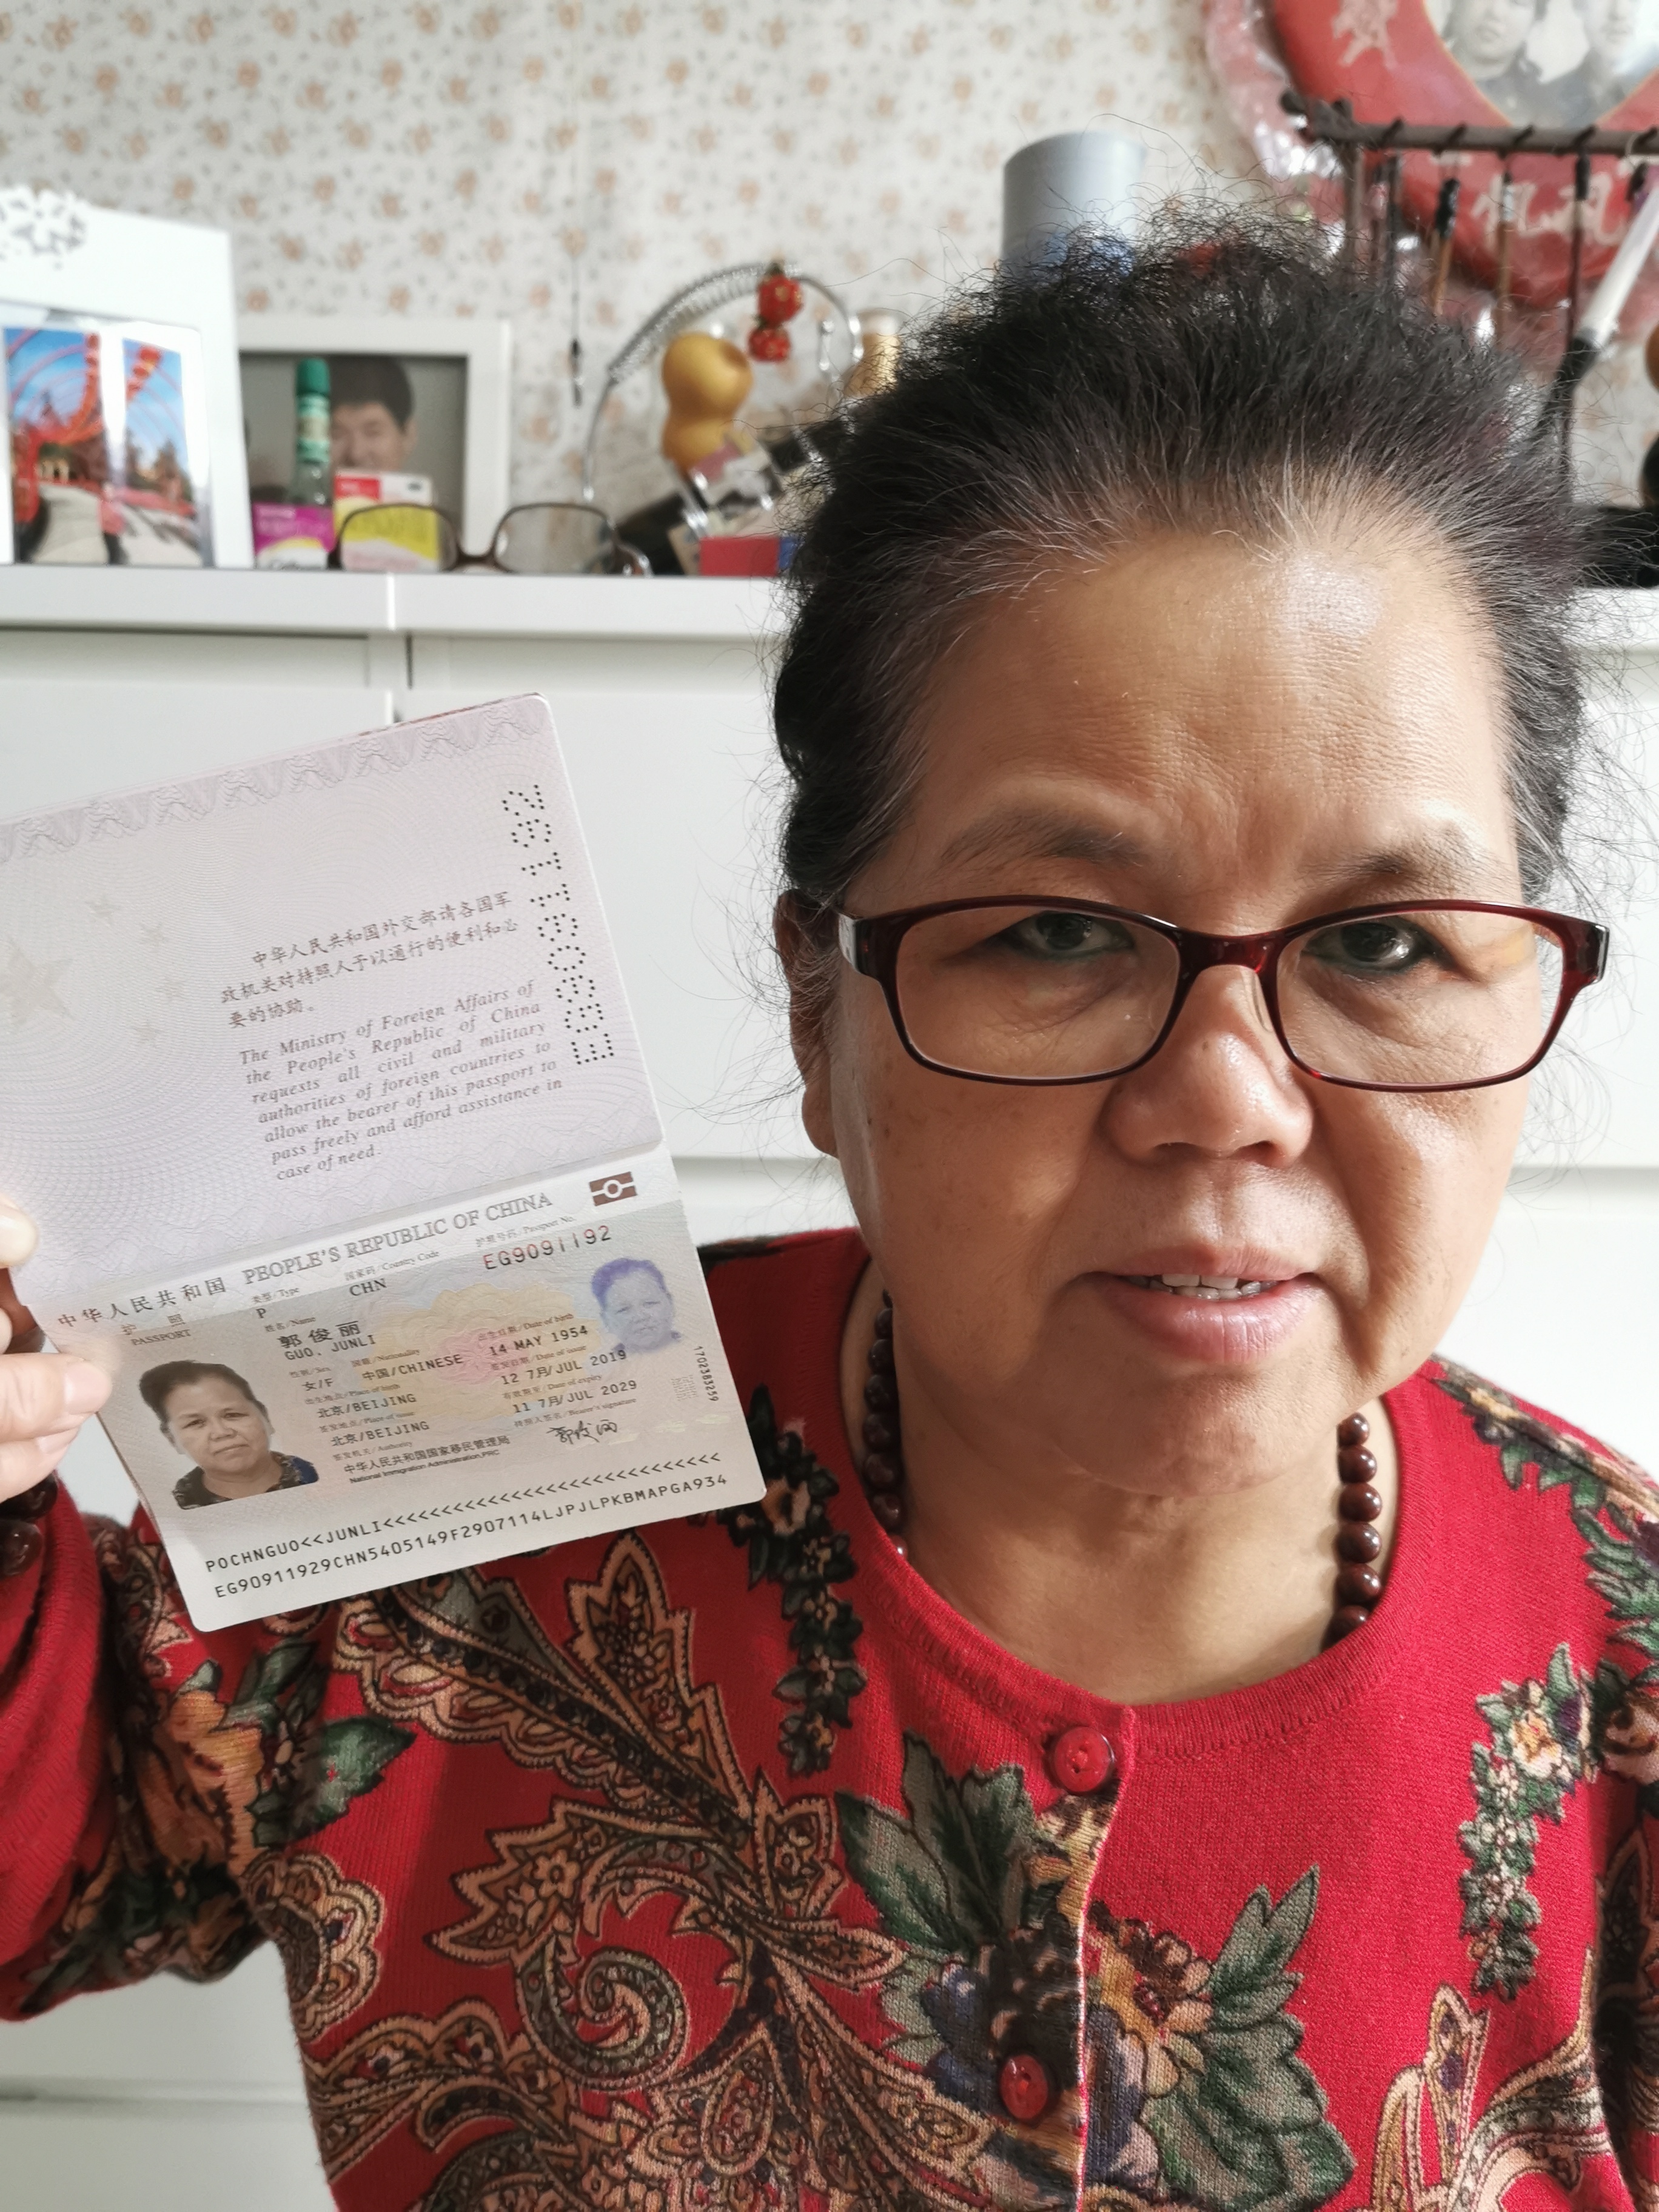 中华人民共和国外交部请各国军
政机关对持照人予以通行的便利和必
要的协助。
The Ministry of Foreign Affairs of
the People's Republic of China
requests all civil and military
authorities of foreign countries to
allow the bearer of this passport to
pass freely and afford assistance in
case of need.
EG9091192
中华人民共和国 PEOPLE'S REPUBLIC OF CHINA
护照
PASSPORT
类型/Type
P
国家码/Country Code
CHN
护照号码/Passport No.
EG9091192
姓名/Name
郭俊丽
GUO, JUNLI
性别/Sex
女/F
国籍/Nationality
中国/CHINESE
出生日期/Date of birth
14 MAY 1954
出生地点/Place of birth
北京/BEIJING
签发日期/Date of issue
12 7月/JUL 2019
签发地点/Place of issue
北京/BEIJING
有效期至/Date of expiry
11 7月/JUL 2029
签发机关/Authority
中华人民共和国国家移民管理局
National Immigration Administration,PRC
持照人签名/Bearer's signature
郭俊丽
1702383259
POCHNGUO<<JUNLI<<<<<<<<<<<<<<<<<<<<<<<<<<<<<
EG90911929CHN5405149F2907114LJPJLPKBMAPGA934